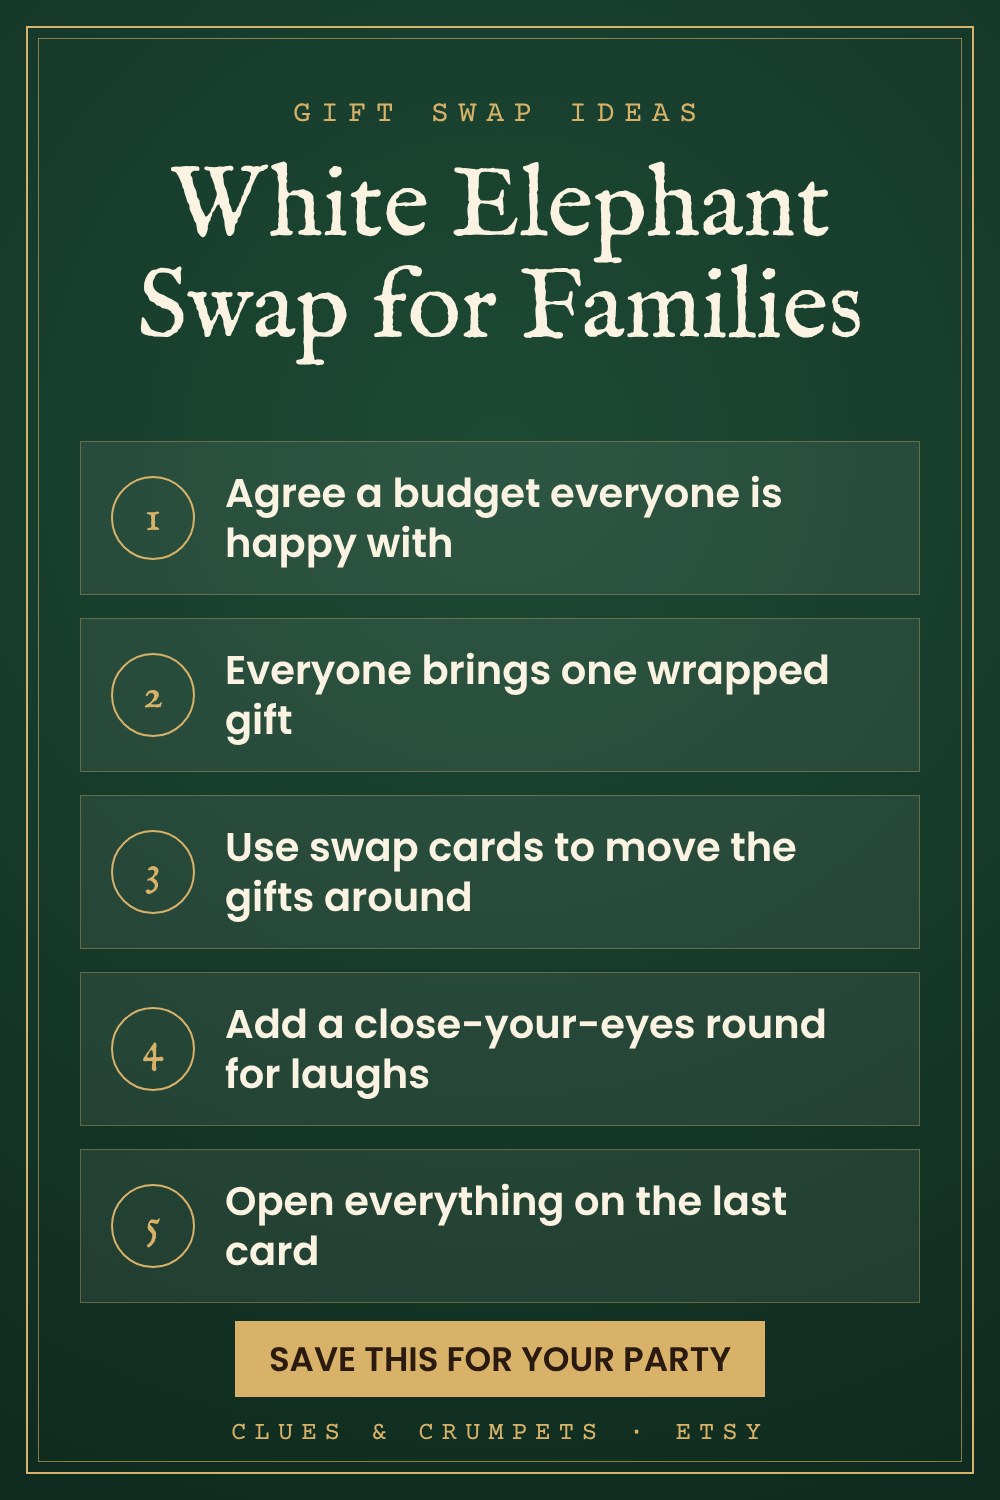 GIFT SWAP IDEAS
White Elephant
Swap for Families
1
Agree a budget everyone is
happy with
2
Everyone brings one wrapped
gift
3
Use swap cards to move the
gifts around
4
Add a close-your-eyes round
for laughs
5
Open everything on the last
card
SAVE THIS FOR YOUR PARTY
CLUES & CRUMPETS · ETSY